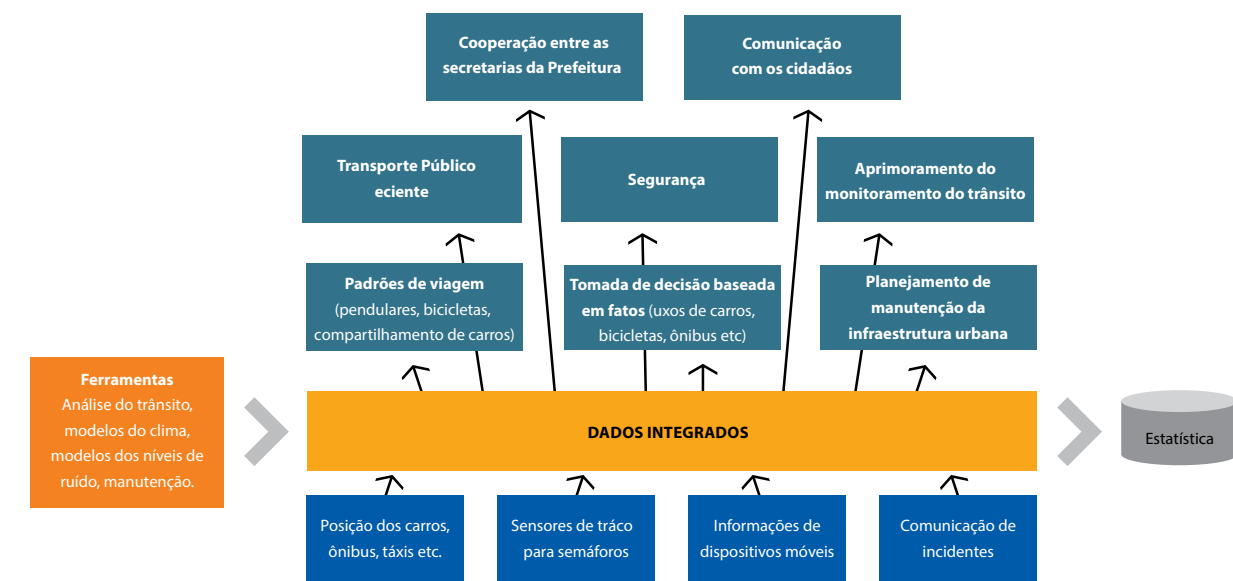 Cooperação entre as
secretarias da Prefeitura
Comunicação
com os cidadãos
Transporte Público
eciente
Segurança
Aprimoramento do
monitoramento do trânsito
Padrões de viagem
(pendulares, bicicletas,
compartilhamento de carros)
Tomada de decisão baseada
em fatos (uxos de carros,
bicicletas, ônibus etc)
Planejamento de
manutenção da
infraestrutura urbana
Ferramentas
Análise do trânsito,
modelos do clima,
modelos dos níveis de
ruído, manutenção.
DADOS INTEGRADOS
Estatística
Posição dos carros,
ônibus, táxis etc.
Sensores de tráco
para semáforos
Informações de
dispositivos móveis
Comunicação de
incidentes